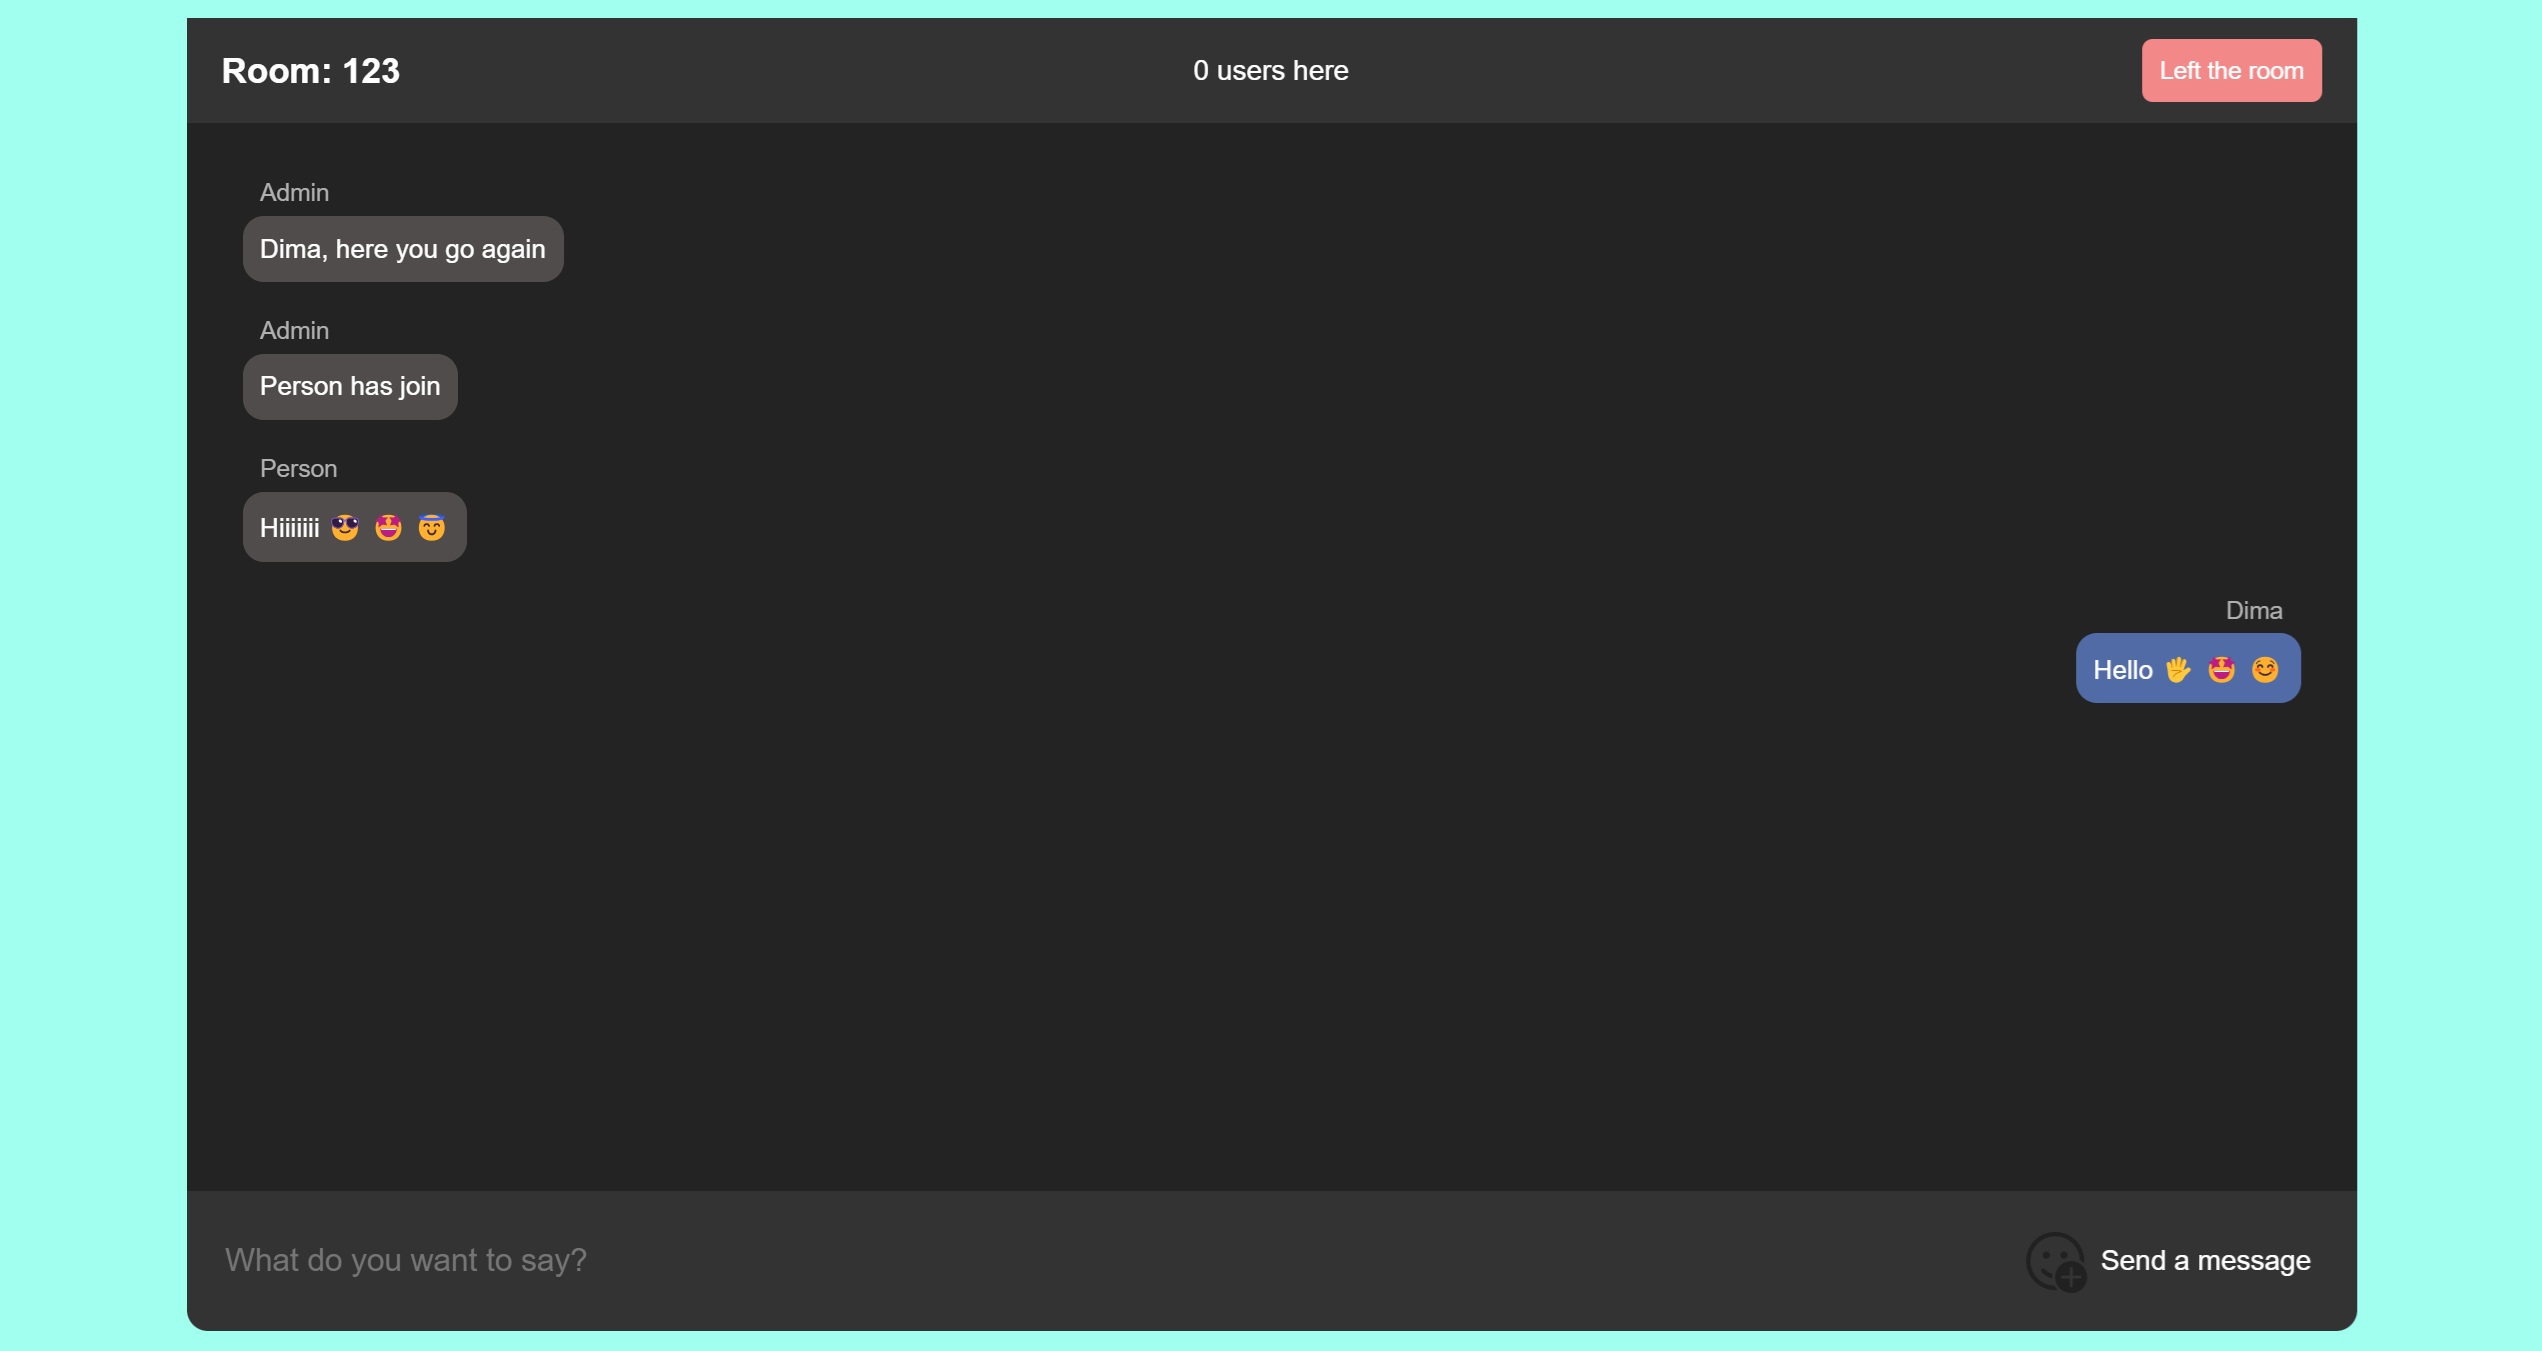 Room: 123
0 users here
Left the room
Admin
Dima, here you go again
Admin
Person has join
Person
Hiiiiiii 😎 🤩 😇
Dima
Hello 🖐 🤩 😊
What do you want to say?
Send a message